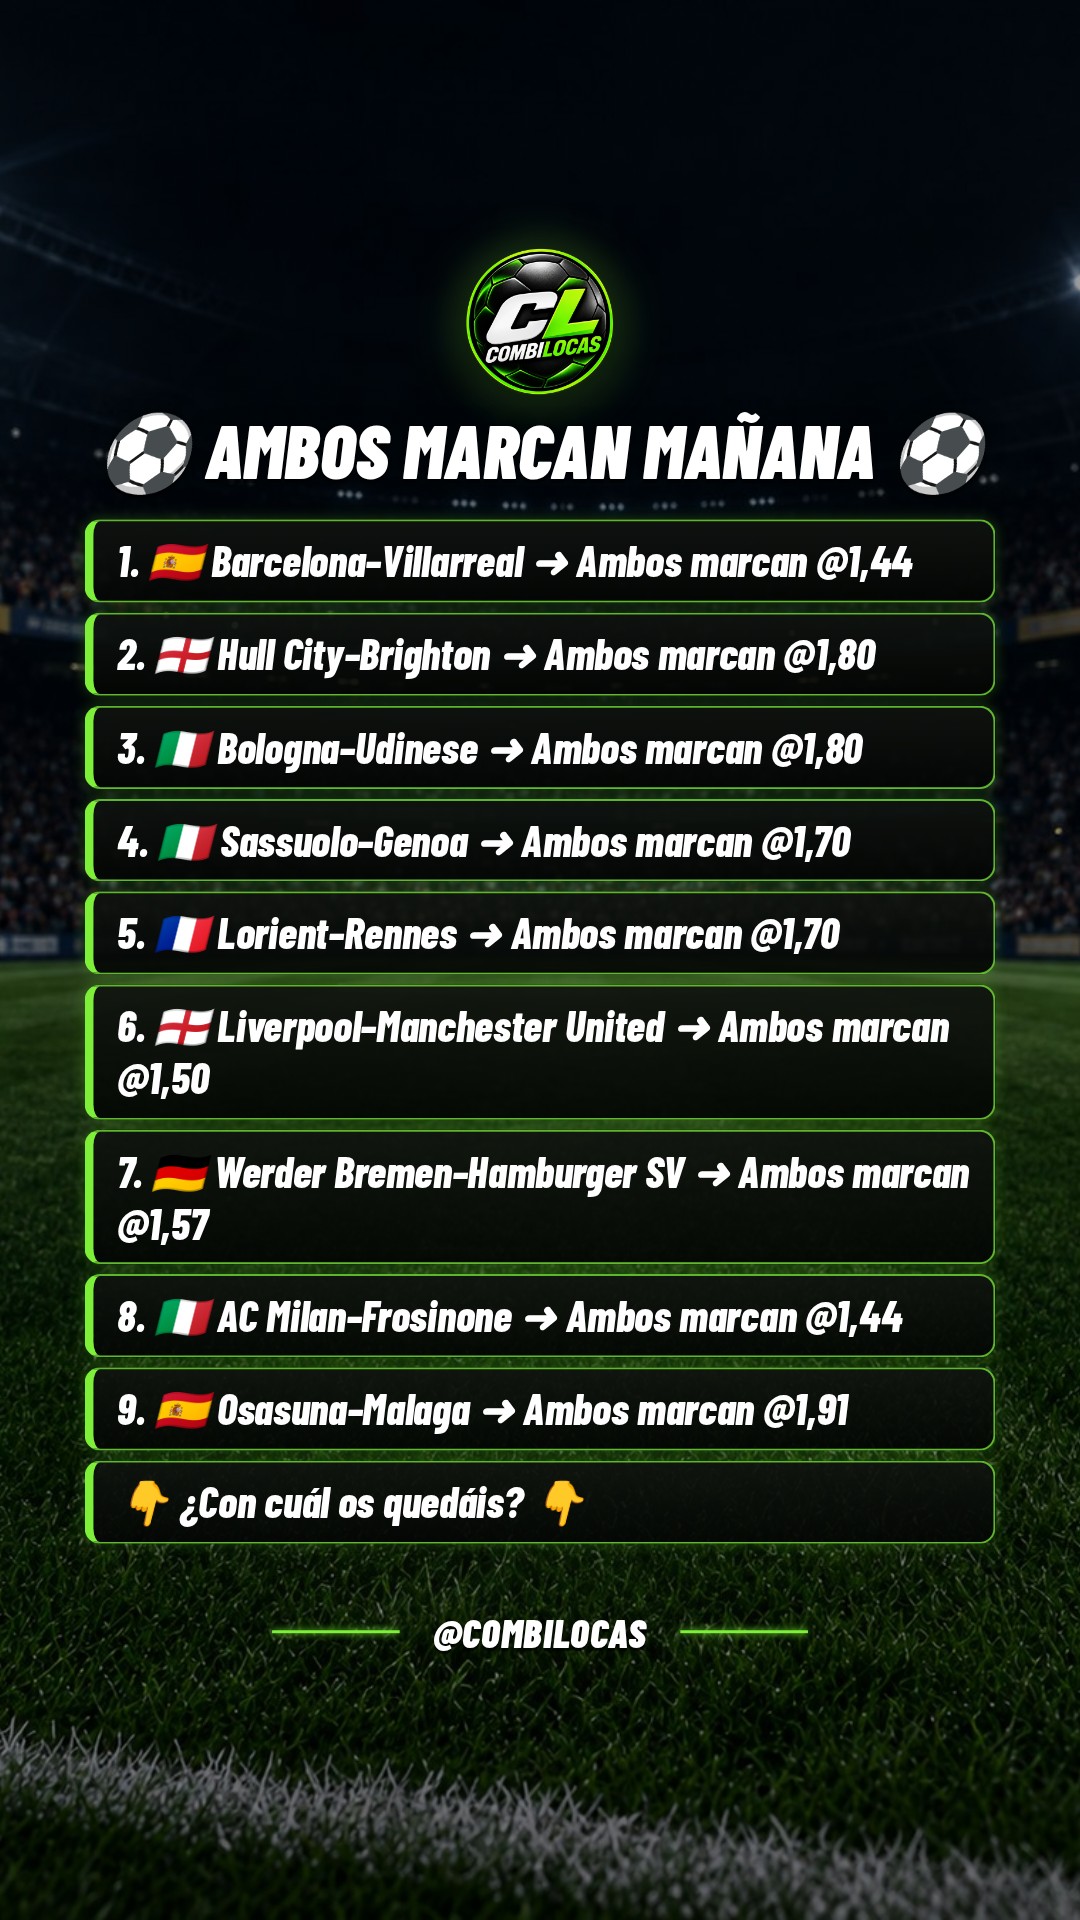 CL
COMBILOCAS
⚽ AMBOS MARCAN MAÑANA ⚽
1. 🇪🇸 Barcelona-Villarreal → Ambos marcan @1,44
2. 🏴󠁧󠁢󠁥󠁮󠁧󠁿 Hull City-Brighton → Ambos marcan @1,80
3. 🇮🇹 Bologna-Udinese → Ambos marcan @1,80
4. 🇮🇹 Sassuolo-Genoa → Ambos marcan @1,70
5. 🇫🇷 Lorient-Rennes → Ambos marcan @1,70
6. 🏴󠁧󠁢󠁥󠁮󠁧󠁿 Liverpool-Manchester United → Ambos marcan
@1,50
7. 🇩🇪 Werder Bremen-Hamburger SV → Ambos marcan
@1,57
8. 🇮🇹 AC Milan-Frosinone → Ambos marcan @1,44
9. 🇪🇸 Osasuna-Malaga → Ambos marcan @1,91
👇 ¿Con cuál os quedáis? 👇
@COMBILOCAS